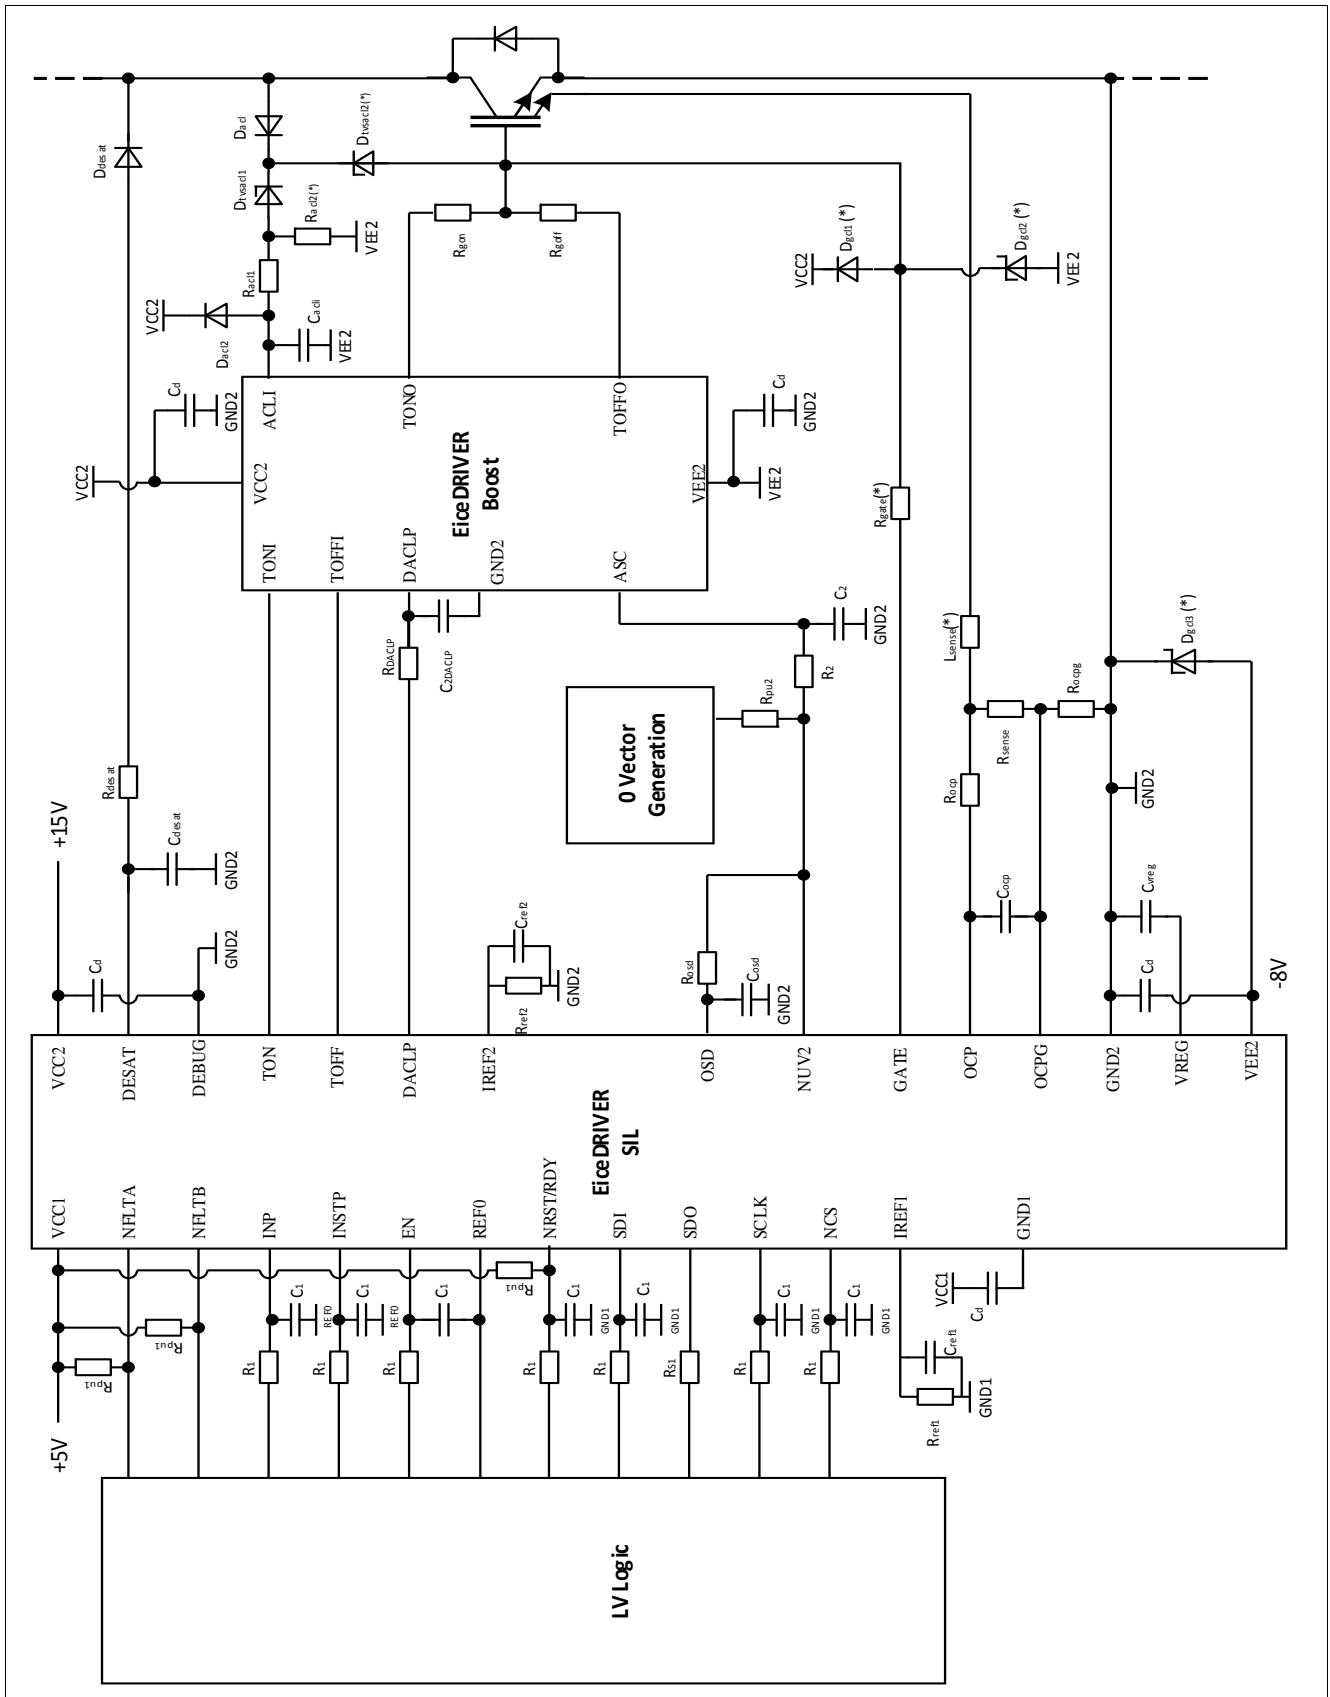 Ddesat
Dacl
Dtvsacl1
Dtvsacl2(*)
Racl2(*)
VEE2
Racl1
VCC2
Dacl2
Cacli
VEE2
Rgon
Rgoff
VCC2
Dgcl1 (*)
Dgcl2 (*)
VEE2
VCC2
Cd
GND2
ACLI
TONO
TOFFO
VCC2
EiceDRIVER
Boost
VEE2
Cd
GND2
VEE2
TONI
TOFFI
DACLP
GND2
ASC
Rgate(*)
RDACLP
C2DACLP
C2
GND2
R2
Rpu2
0 Vector
Generation
Lsense(*)
Rsense
Rocpg
Dgcl3 (*)
Rocp
GND2
Rdesat
+15V
Cdesat
GND2
Cd
GND2
Cref2
Rref2
GND2
Rosd
Cosd
GND2
Cocp
Cvreg
Cd
-8V
VCC2
DESAT
DEBUG
TON
TOFF
DACLP
IREF2
OSD
NUV2
GATE
OCP
OCPG
GND2
VREG
VEE2
EiceDRIVER
SIL
VCC1
NFLTA
NFLTB
INP
INSTP
EN
REF0
NRST/RDY
SDI
SDO
SCLK
NCS
IREF1
GND1
Rpu1
Rpu1
Rpu1
C1
REF0
C1
REF0
C1
C1
GND1
C1
GND1
C1
GND1
C1
GND1
VCC1
Cd
R1
R1
R1
R1
R1
Rs1
R1
R1
Cref1
Rref1
GND1
+5V
LV Logic